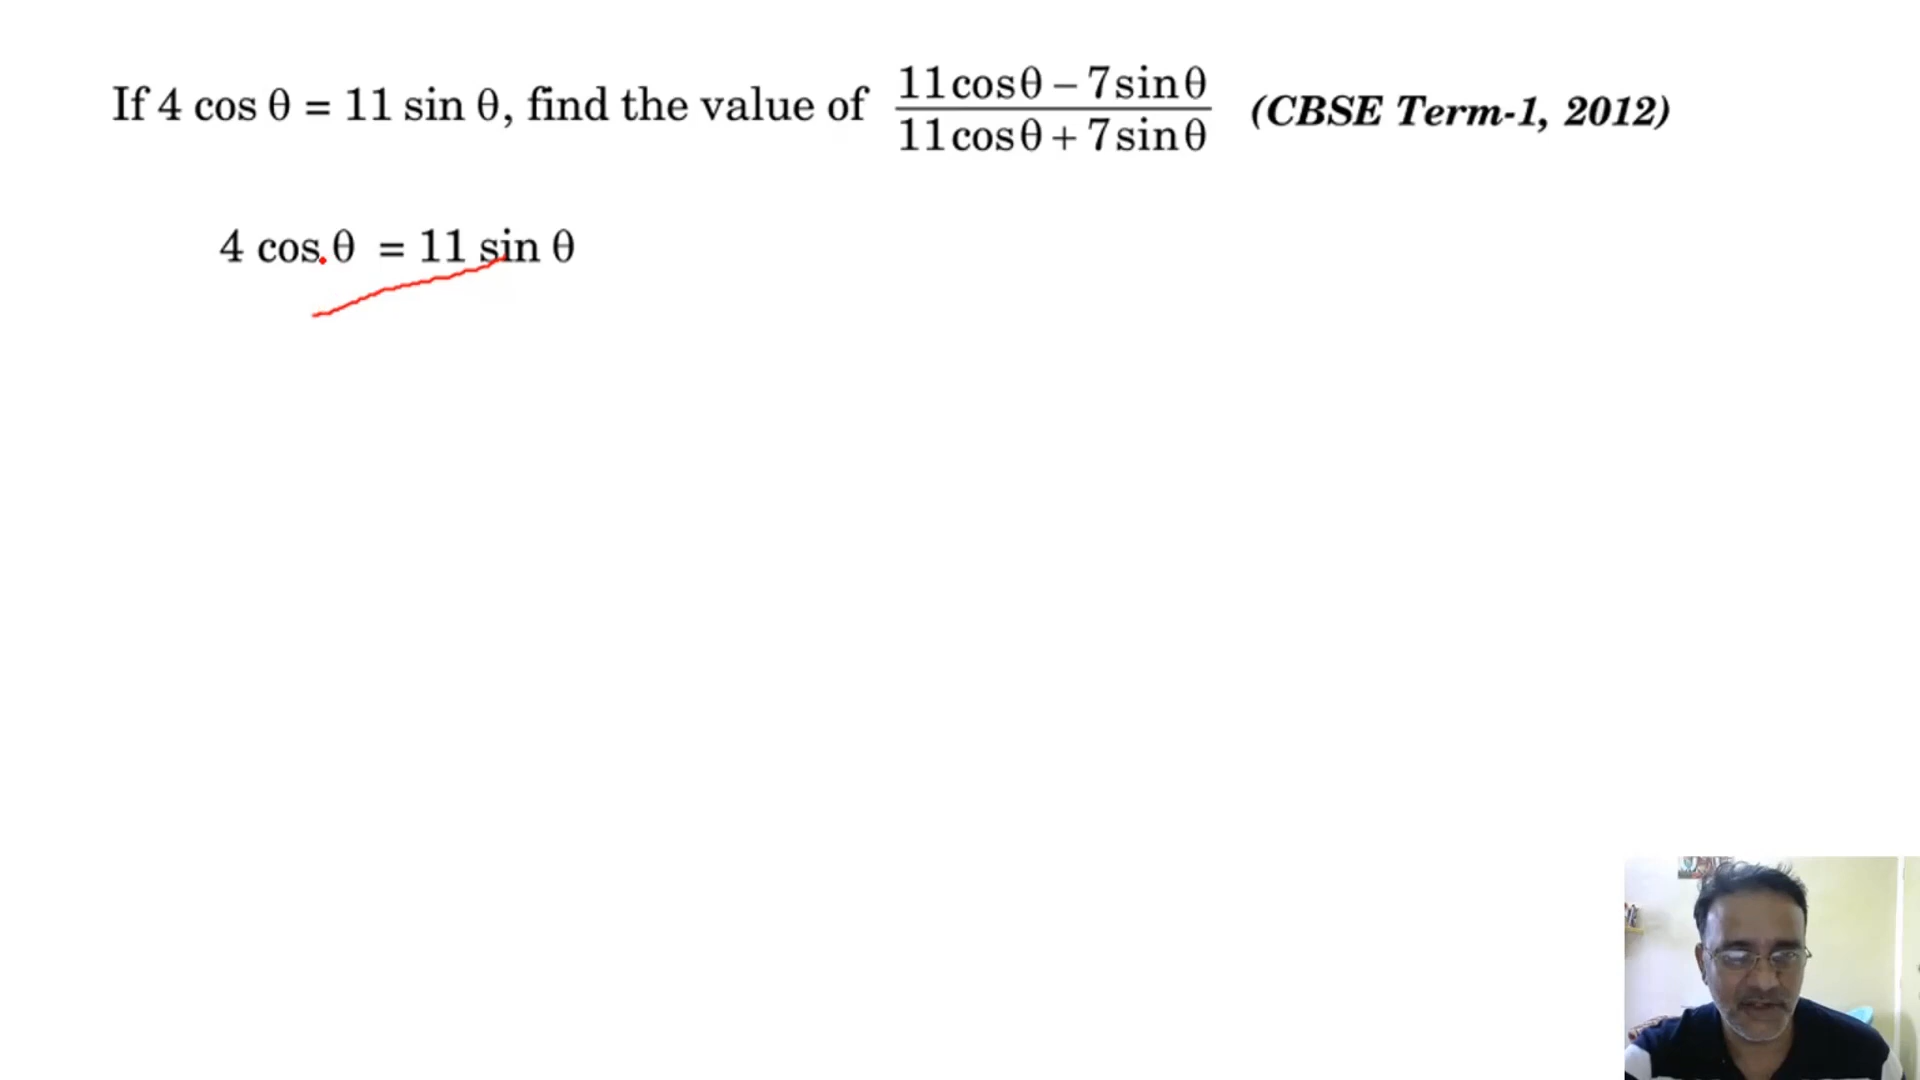 If 4 cos θ = 11 sin θ, find the value of (11cosθ – 7sinθ)/(11cosθ + 7sinθ) (CBSE Term-1, 2012)
4 cos θ = 11 sin θ